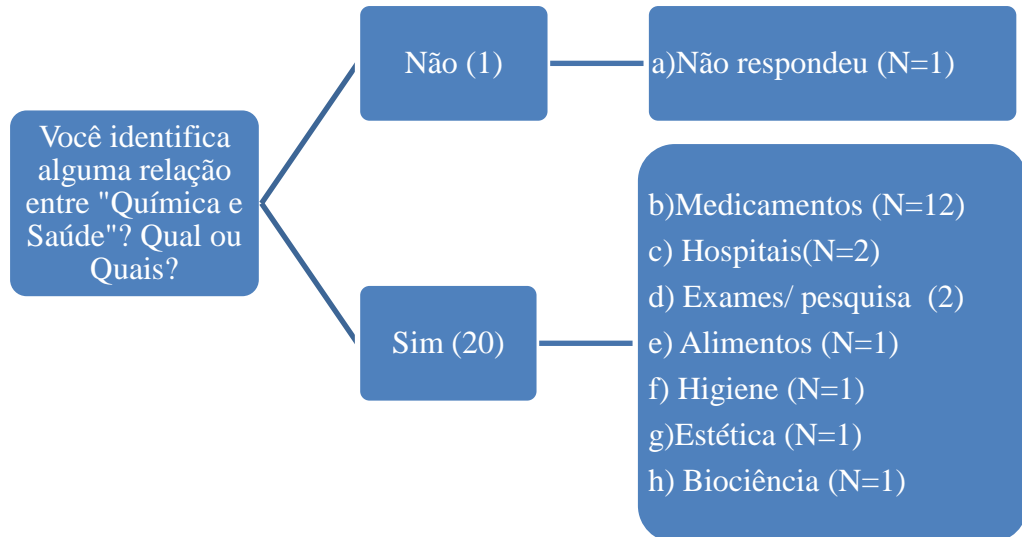 Você identifica
alguma relação
entre "Química e
Saúde"? Qual ou
Quais?
Não (1)
a)Não respondeu (N=1)
Sim (20)
b)Medicamentos (N=12)
c) Hospitais(N=2)
d) Exames/ pesquisa (2)
e) Alimentos (N=1)
f) Higiene (N=1)
g)Estética (N=1)
h) Biociência (N=1)